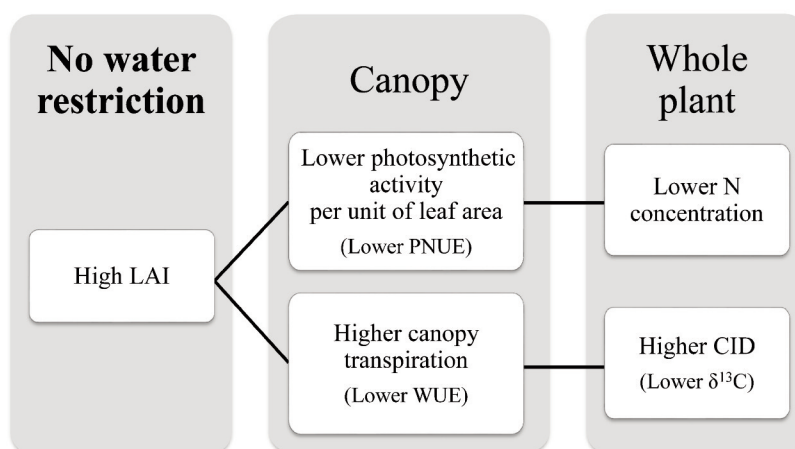 No water
restriction
High LAI
Canopy
Lower photosynthetic
activity
per unit of leaf area
(Lower PNUE)
Higher canopy
transpiration
(Lower WUE)
Whole
plant
Lower N
concentration
Higher CID
(Lower δ¹³C)